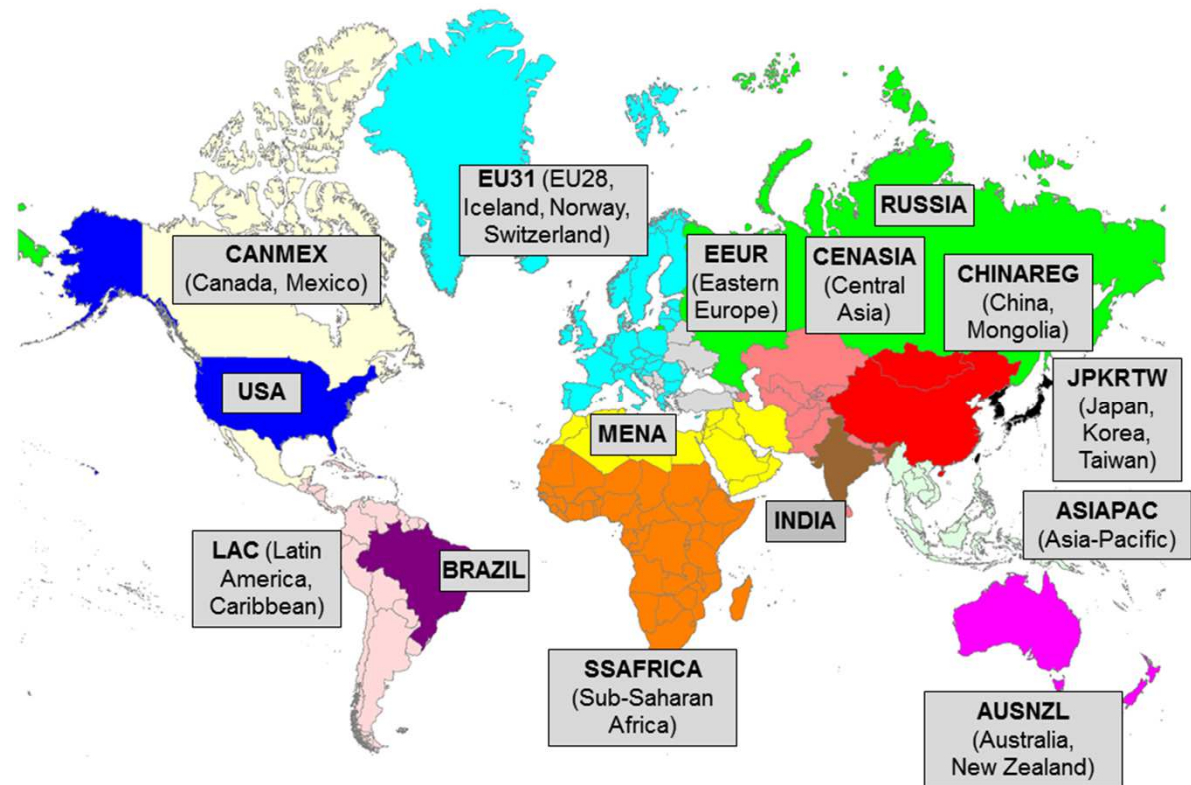 EU31 (EU28,
Iceland, Norway,
Switzerland)
RUSSIA
CANMEX
(Canada, Mexico)
EEUR
(Eastern
Europe)
CENASIA
(Central
Asia)
CHINAREG
(China,
Mongolia)
USA
JPKRTW
(Japan,
Korea,
Taiwan)
MENA
INDIA
ASIAPAC
(Asia-Pacific)
LAC (Latin
America,
Caribbean)
BRAZIL
SSAFRICA
(Sub-Saharan
Africa)
AUSNZL
(Australia,
New Zealand)